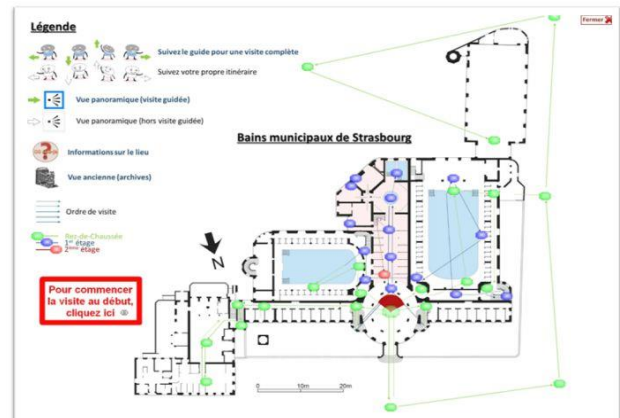 Fermer
Légende
Suivez le guide pour une visite complète
Suivez votre propre itinéraire
Vue panoramique (visite guidée)
Vue panoramique (hors visite guidée)
Bains municipaux de Strasbourg
Informations sur le lieu
Vue ancienne (archives)
Ordre de visite
Rez-de-Chaussée
1er étage
2ème étage
N
Pour commencer
la visite au début,
cliquez ici
0 10m 20m